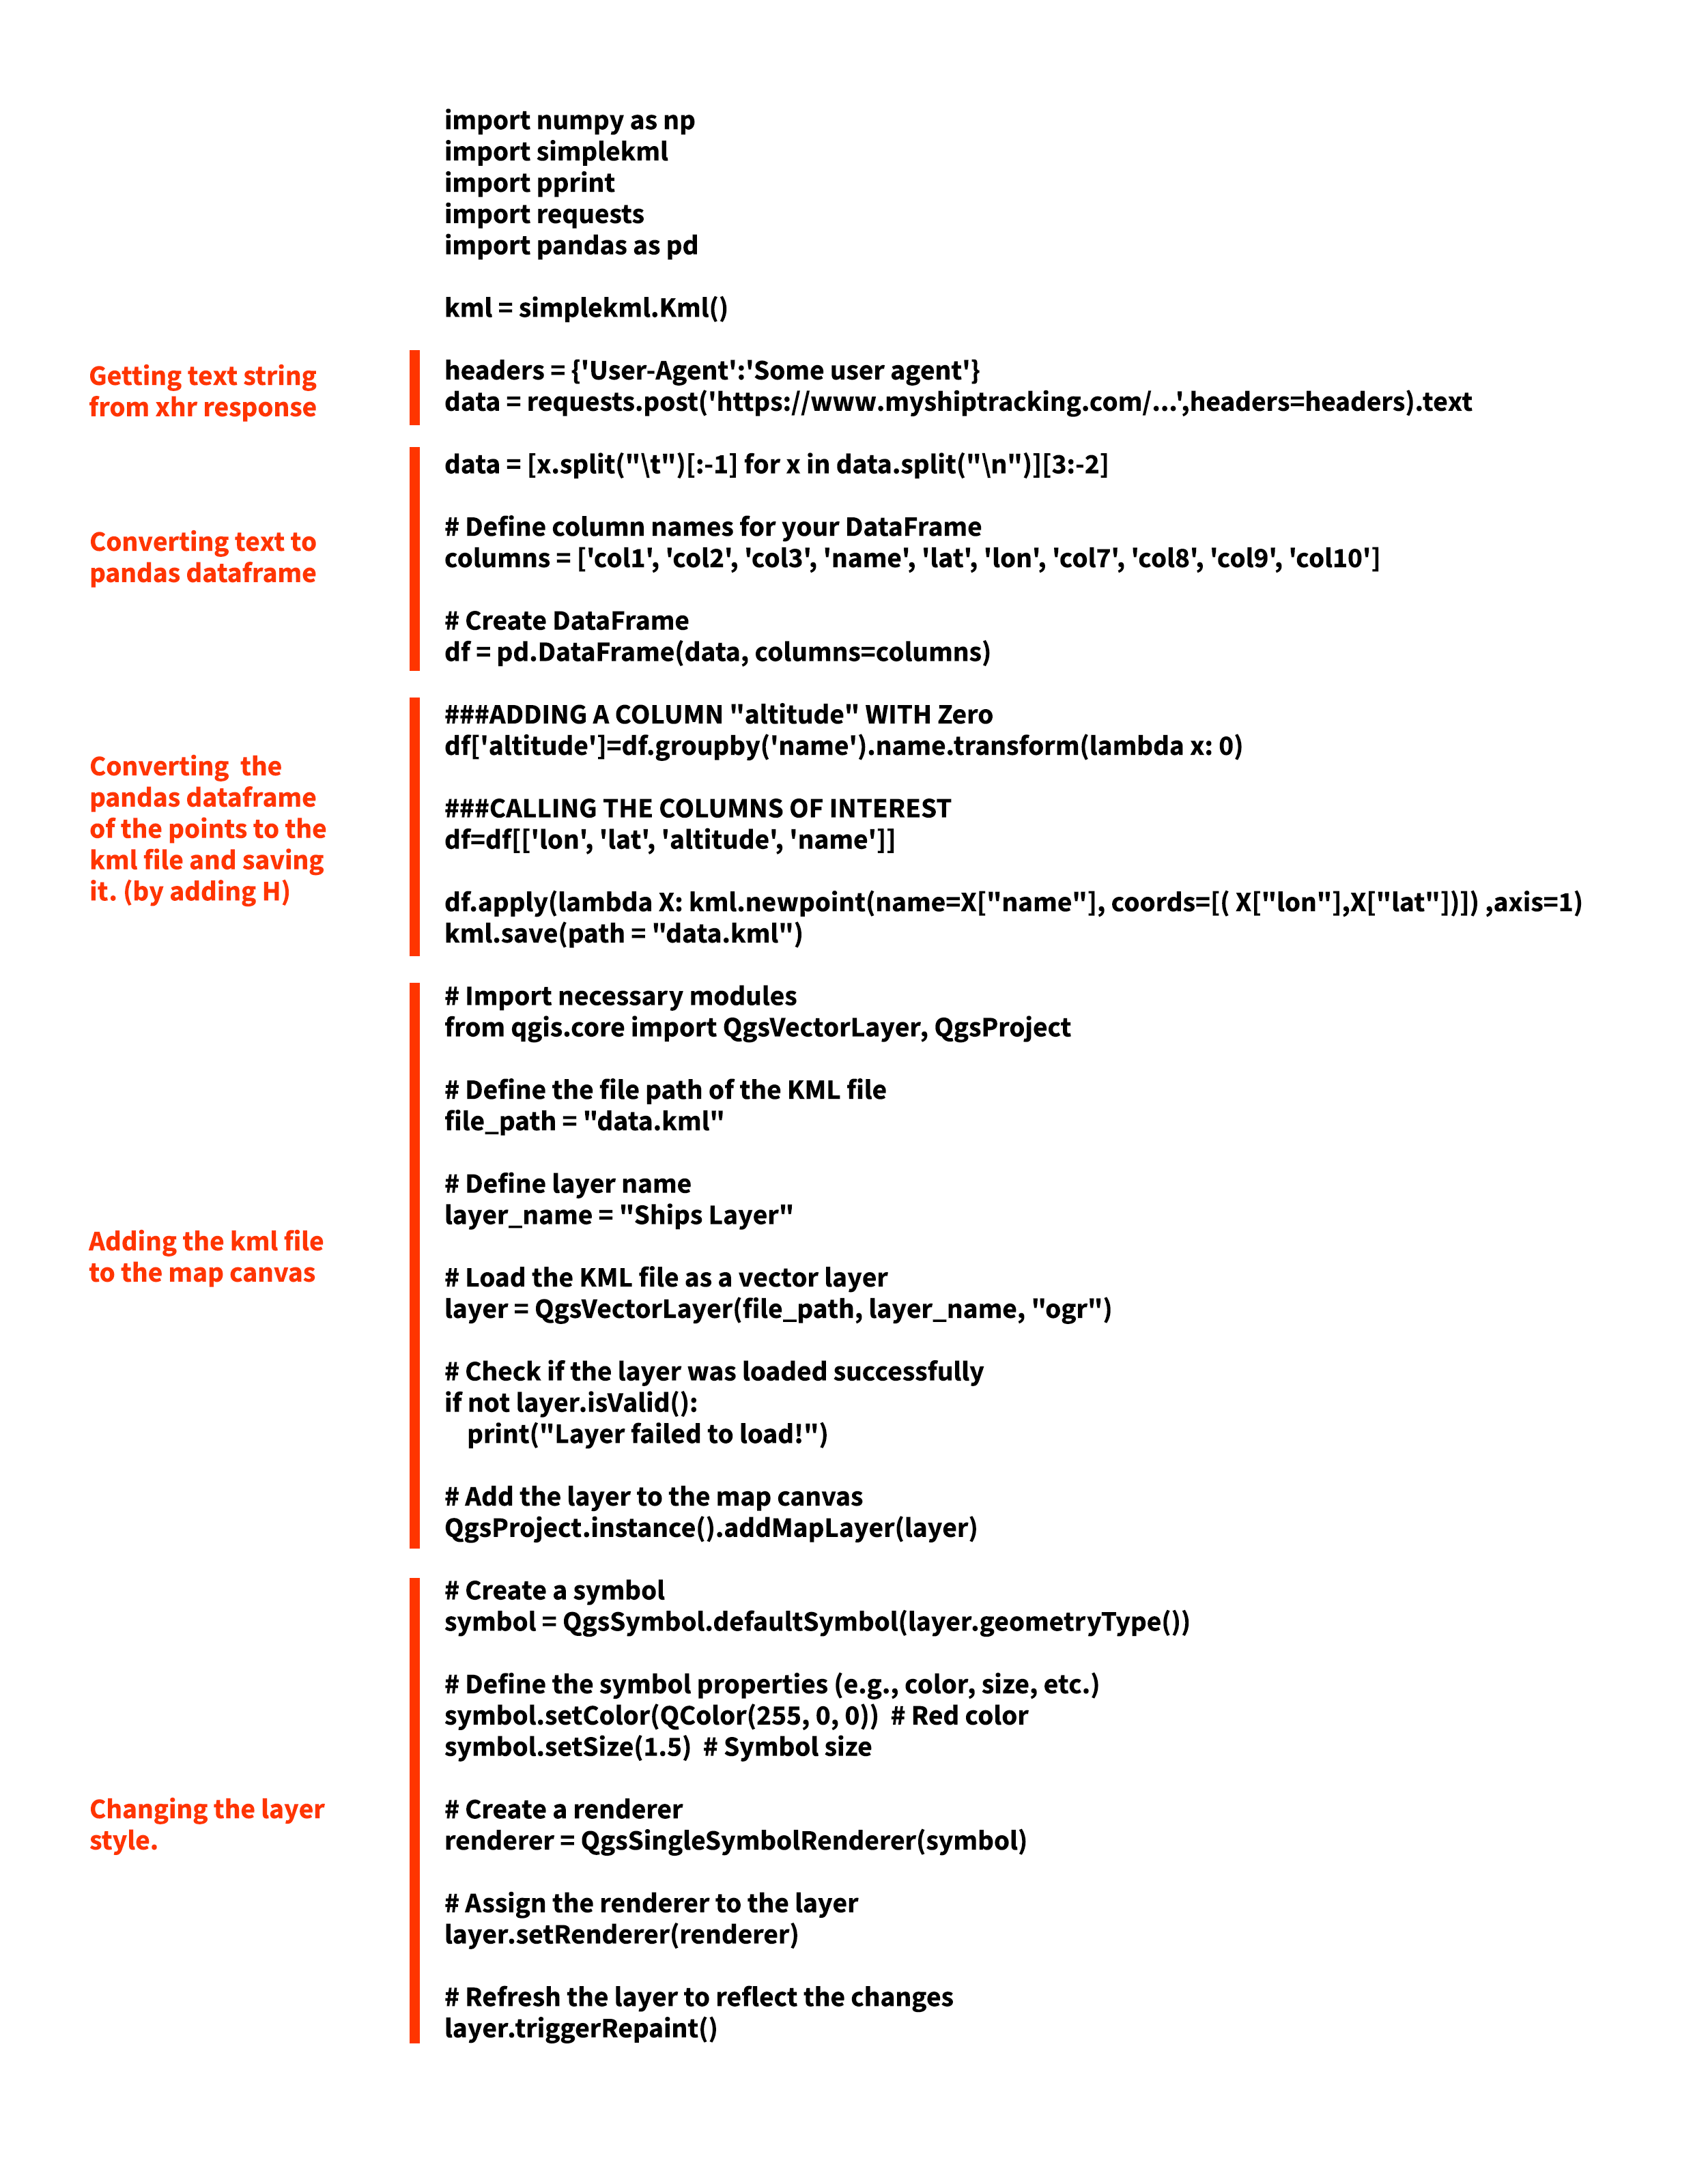 import numpy as np
import simplekml
import pprint
import requests
import pandas as pd
kml = simplekml.Kml()
Getting text string
from xhr response
headers = {'User-Agent':'Some user agent'}
data = requests.post('https://www.myshiptracking.com/...',headers=headers).text
Converting text to
pandas dataframe
data = [x.split("\t")[:-1] for x in data.split("\n")][3:-2]
# Define column names for your DataFrame
columns = ['col1', 'col2', 'col3', 'name', 'lat', 'lon', 'col7', 'col8', 'col9', 'col10']
# Create DataFrame
df = pd.DataFrame(data, columns=columns)
Converting  the
pandas dataframe
of the points to the
kml file and saving
it. (by adding H)
###ADDING A COLUMN "altitude" WITH Zero
df['altitude']=df.groupby('name').name.transform(lambda x: 0)
###CALLING THE COLUMNS OF INTEREST
df=df[['lon', 'lat', 'altitude', 'name']]
df.apply(lambda X: kml.newpoint(name=X["name"], coords=[( X["lon"],X["lat"])]) ,axis=1)
kml.save(path = "data.kml")
Adding the kml file
to the map canvas
# Import necessary modules
from qgis.core import QgsVectorLayer, QgsProject
# Define the file path of the KML file
file_path = "data.kml"
# Define layer name
layer_name = "Ships Layer"
# Load the KML file as a vector layer
layer = QgsVectorLayer(file_path, layer_name, "ogr")
# Check if the layer was loaded successfully
if not layer.isValid():
    print("Layer failed to load!")
# Add the layer to the map canvas
QgsProject.instance().addMapLayer(layer)
Changing the layer
style.
# Create a symbol
symbol = QgsSymbol.defaultSymbol(layer.geometryType())
# Define the symbol properties (e.g., color, size, etc.)
symbol.setColor(QColor(255, 0, 0))  # Red color
symbol.setSize(1.5)  # Symbol size
# Create a renderer
renderer = QgsSingleSymbolRenderer(symbol)
# Assign the renderer to the layer
layer.setRenderer(renderer)
# Refresh the layer to reflect the changes
layer.triggerRepaint()